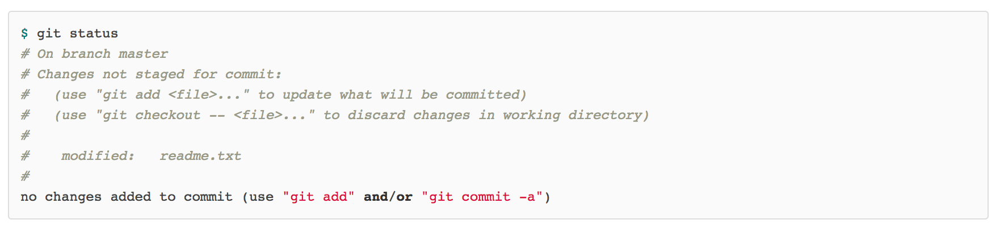 $ git status
# On branch master
# Changes not staged for commit:
#   (use "git add <file>..." to update what will be committed)
#   (use "git checkout -- <file>..." to discard changes in working directory)
#
#    modified:   readme.txt
#
no changes added to commit (use "git add" and/or "git commit -a")